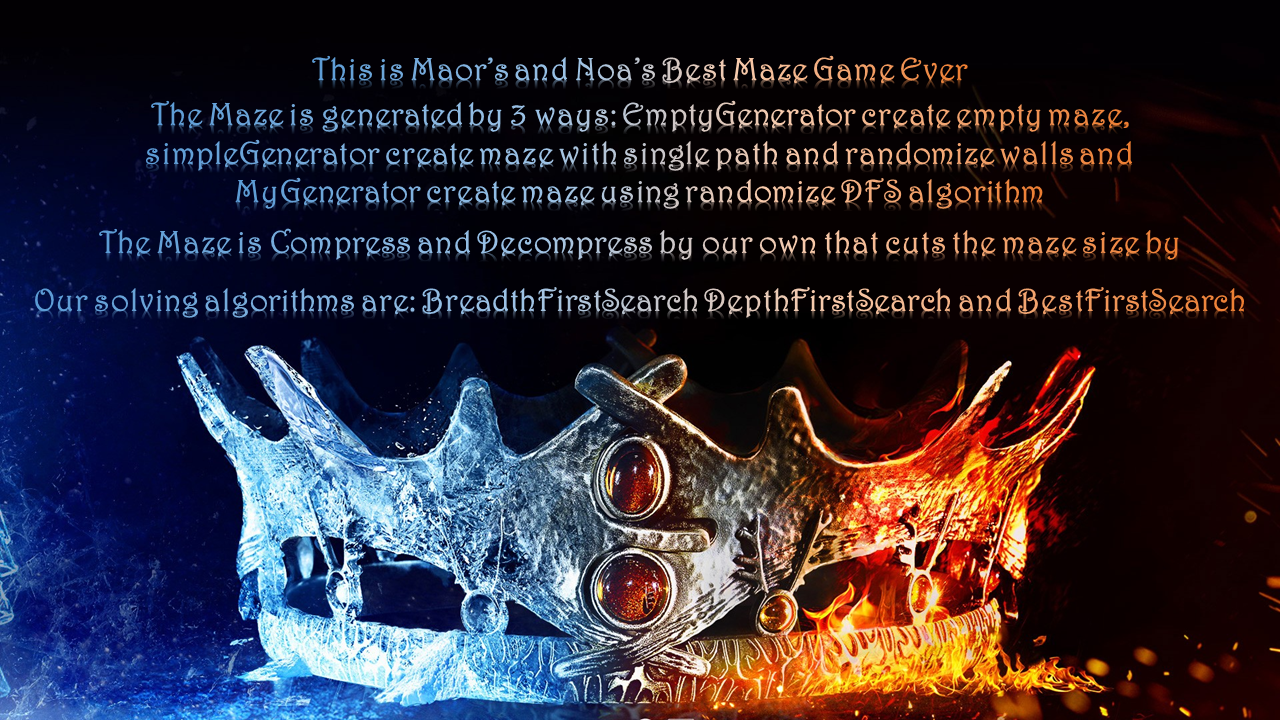 This is Maor’s and Noa’s Best Maze Game Ever
The Maze is generated by 3 ways: EmptyGenerator create empty maze,
simpleGenerator create maze with single path and randomize walls and
MyGenerator create maze using randomize DFS algorithm
The Maze is Compress and Decompress by our own that cuts the maze size by
Our solving algorithms are: BreadthFirstSearch DepthFirstSearch and BestFirstSearch